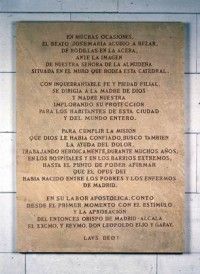 EN MUCHAS OCASIONES,
EL BEATO JOSEMARIA ACUDIO A REZAR,
DE RODILLAS EN LA ACERA,
ANTE LA IMAGEN
DE NUESTRA SEÑORA DE LA ALMUDENA
SITUADA EN EL MURO QUE RODEA ESTA CATEDRAL.
CON INQUEBRANTABLE FE Y PIEDAD FILIAL,
SE DIRIGIA A LA MADRE DE DIOS
Y MADRE NUESTRA
IMPLORANDO SU PROTECCION
PARA LOS HABITANTES DE ESTA CIUDAD
Y DEL MUNDO ENTERO.
PARA CUMPLIR LA MISION
QUE DIOS LE HABIA CONFIADO, BUSCO TAMBIEN
LA AYUDA DEL DOLOR,
TRABAJANDO HEROICAMENTE, DURANTE MUCHOS AÑOS,
EN LOS HOSPITALES Y EN LOS BARRIOS EXTREMOS,
HASTA EL PUNTO DE PODER AFIRMAR
QUE EL OPUS DEI
HABIA NACIDO ENTRE LOS POBRES Y LOS ENFERMOS
DE MADRID.
EN SU LABOR APOSTOLICA, CONTO
DESDE EL PRIMER MOMENTO CON EL ESTIMULO
Y LA APROBACION
DEL ENTONCES OBISPO DE MADRID-ALCALA
EL EXCMO. Y RVDMO. DON LEOPOLDO EIJO Y GARAY.
LAVS DEO!